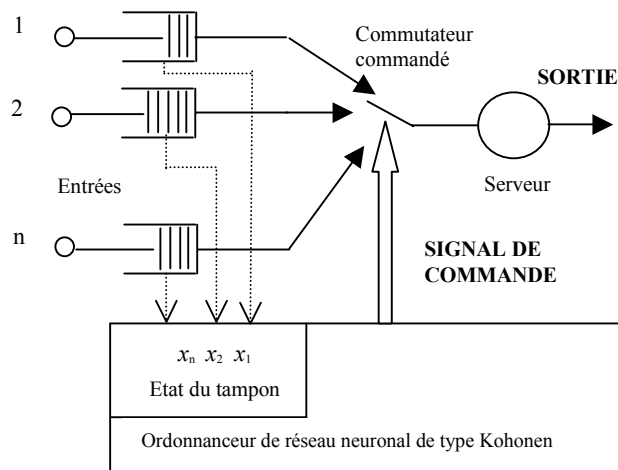 1
Commutateur
commandé
SORTIE
2
Entrées
Serveur
n
SIGNAL DE
COMMANDE
xn x2 x1
Etat du tampon
Ordonnanceur de réseau neuronal de type Kohonen